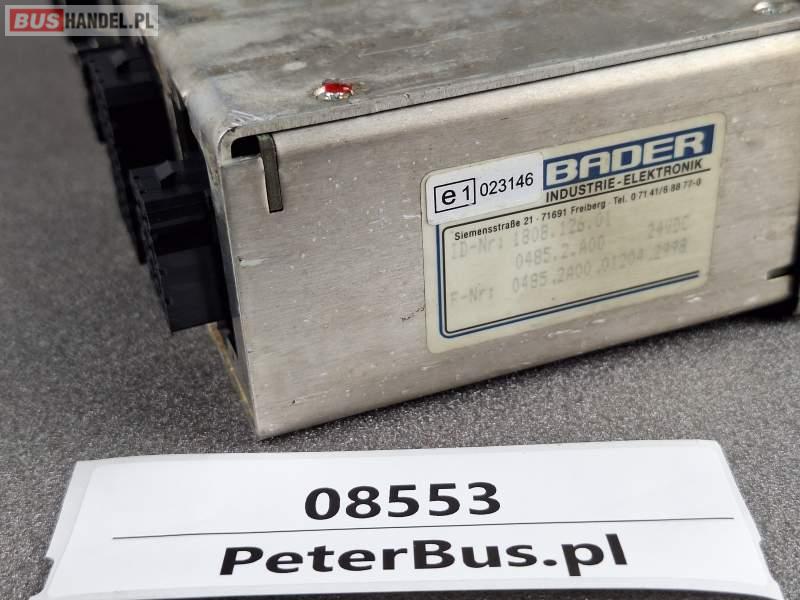 BUSHANDEL.PL
e1 023146
BADER
INDUSTRIE-ELEKTRONIK
Siemensstraße 21 · 71691 Freiberg · Tel. 0 71 41/6 88 77-0
ID-Nr: 1808.126.01
0485.2.A00 24VDC
F-Nr: 0485.2A00.01204.2998
08553
PeterBus.pl